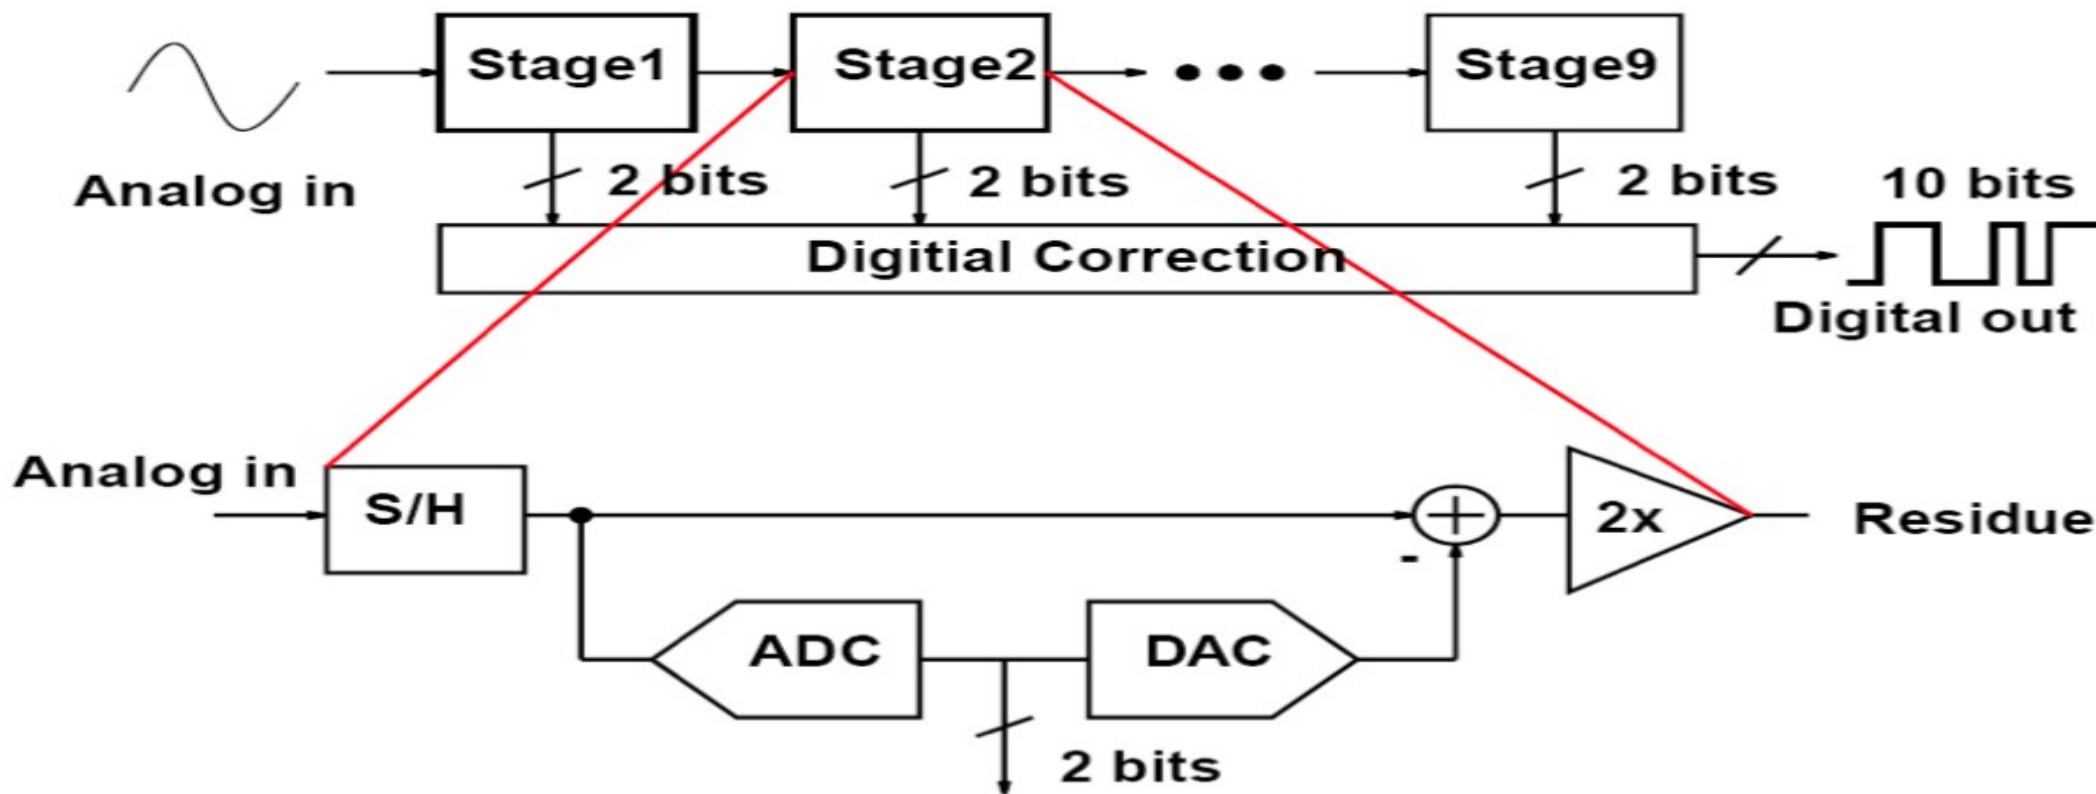 Stage1
Stage2
Stage9
Analog in
2 bits
2 bits
2 bits
10 bits
Digitial Correction
Digital out
Analog in
S/H
+
-
2x
Residue
ADC
DAC
2 bits